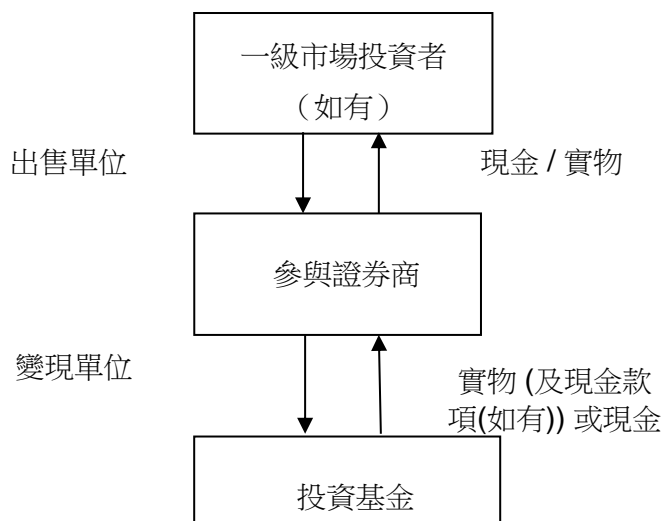 一級市場投資者
（如有）
出售單位
現金 / 實物
參與證券商
變現單位
實物 (及現金款
項(如有)) 或現金
投資基金